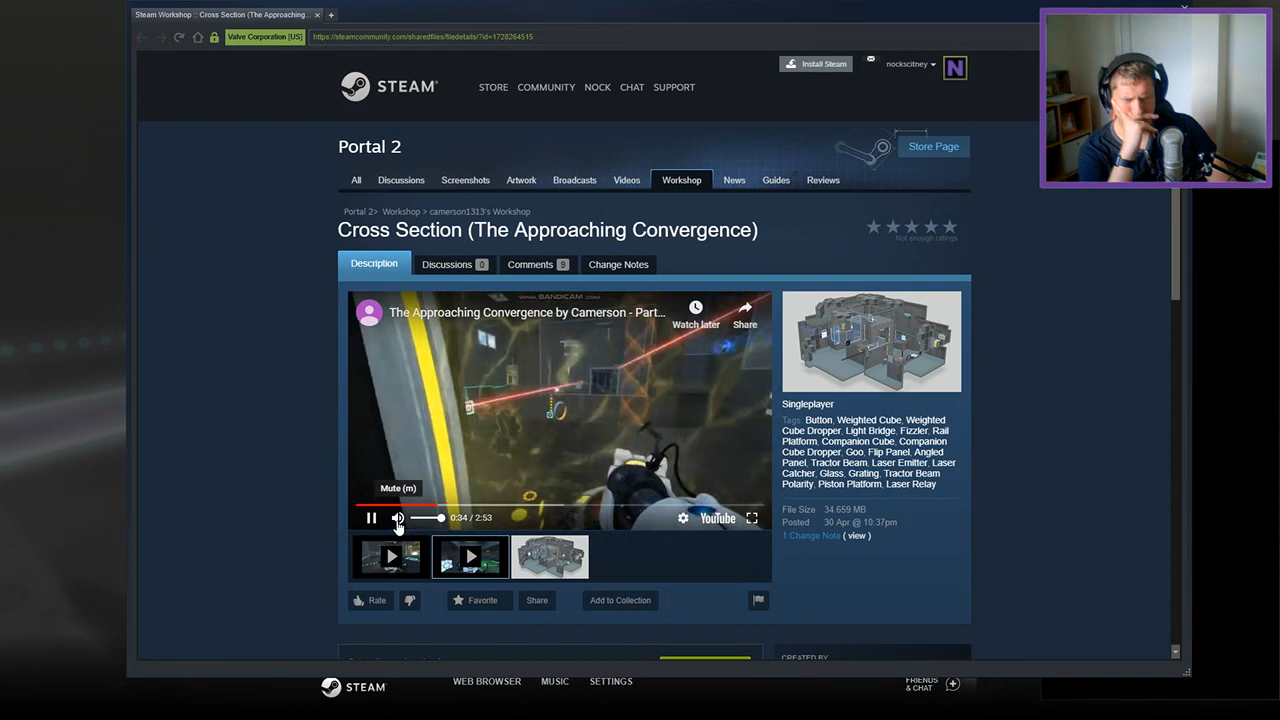 Steam Workshop :: Cross Section (The Approaching...
Valve Corporation [US]
https://steamcommunity.com/sharedfiles/filedetails/?id=1728264515
Install Steam
nockscitney
N
STEAM
STORE
COMMUNITY
NOCK
CHAT
SUPPORT
Portal 2
Store Page
All
Discussions
Screenshots
Artwork
Broadcasts
Videos
Workshop
News
Guides
Reviews
Portal 2> Workshop > camerson1313's Workshop
Cross Section (The Approaching Convergence)
Not enough ratings
Description
Discussions 0
Comments 9
Change Notes
www.BANDICAM.com
The Approaching Convergence by Camerson - Part...
Watch later
Share
Mute (m)
0:34 / 2:53
YouTube
Singleplayer
Tags: Button, Weighted Cube, Weighted
Cube Dropper, Light Bridge, Fizzler, Rail
Platform, Companion Cube, Companion
Cube Dropper, Goo, Flip Panel, Angled
Panel, Tractor Beam, Laser Emitter, Laser
Catcher, Glass, Grating, Tractor Beam
Polarity, Piston Platform, Laser Relay
File Size 34.659 MB
Posted 30 Apr @ 10:37pm
1 Change Note ( view )
Rate
Favorite
Share
Add to Collection
CREATED BY
STEAM
WEB BROWSER
MUSIC
SETTINGS
FRIENDS
& CHAT